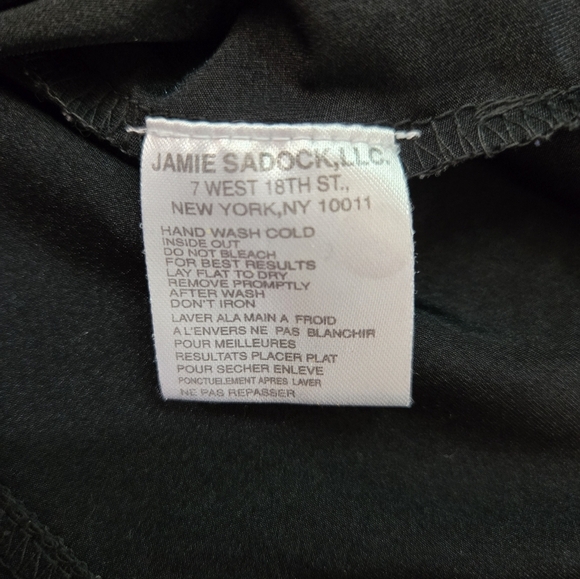 JAMIE SADOCK,LLC.
7 WEST 18TH ST.,
NEW YORK,NY 10011
HAND WASH COLD
INSIDE OUT
DO NOT BLEACH
FOR BEST RESULTS
LAY FLAT TO DRY
REMOVE PROMPTLY
AFTER WASH
DON'T IRON
LAVER ALA MAIN A FROID
A L'ENVERS NE PAS BLANCHIR
POUR MEILLEURES
RESULTATS PLACER PLAT
POUR SECHER ENLEVE
PONCTUELEMENT APRES LAVER
NE PAS REPASSER